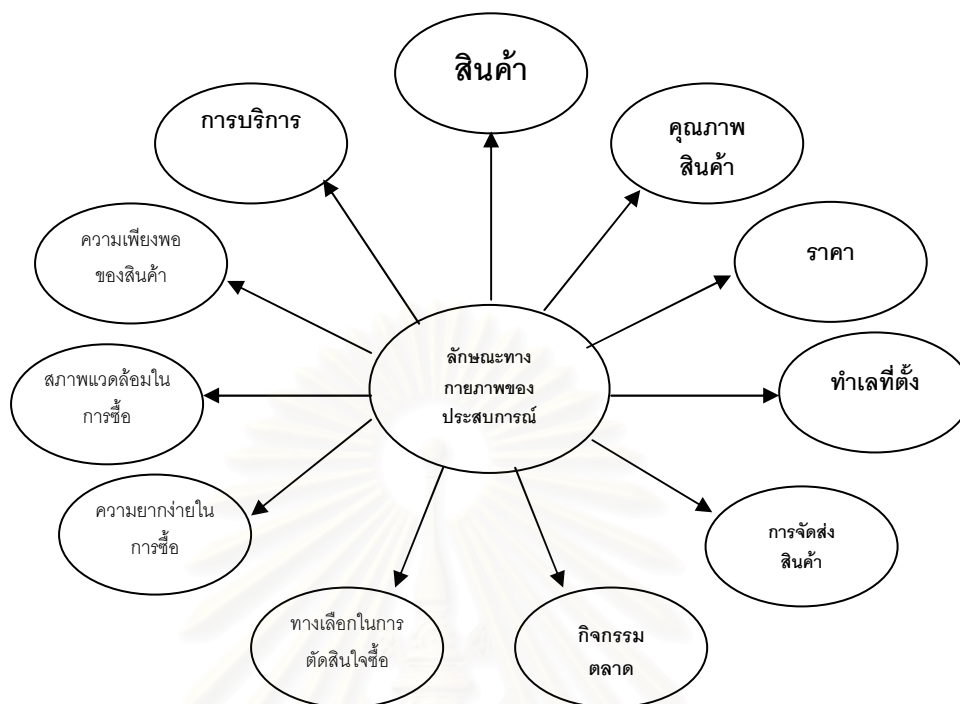 สินค้า
การบริการ
คุณภาพ
สินค้า
ความเพียงพอ
ของสินค้า
ราคา
ลักษณะทาง
กายภาพของ
ประสบการณ์
สภาพแวดล้อมใน
การซื้อ
ทำเลที่ตั้ง
ความยากง่ายใน
การซื้อ
การจัดส่ง
สินค้า
ทางเลือกในการ
ตัดสินใจซื้อ
กิจกรรม
ตลาด